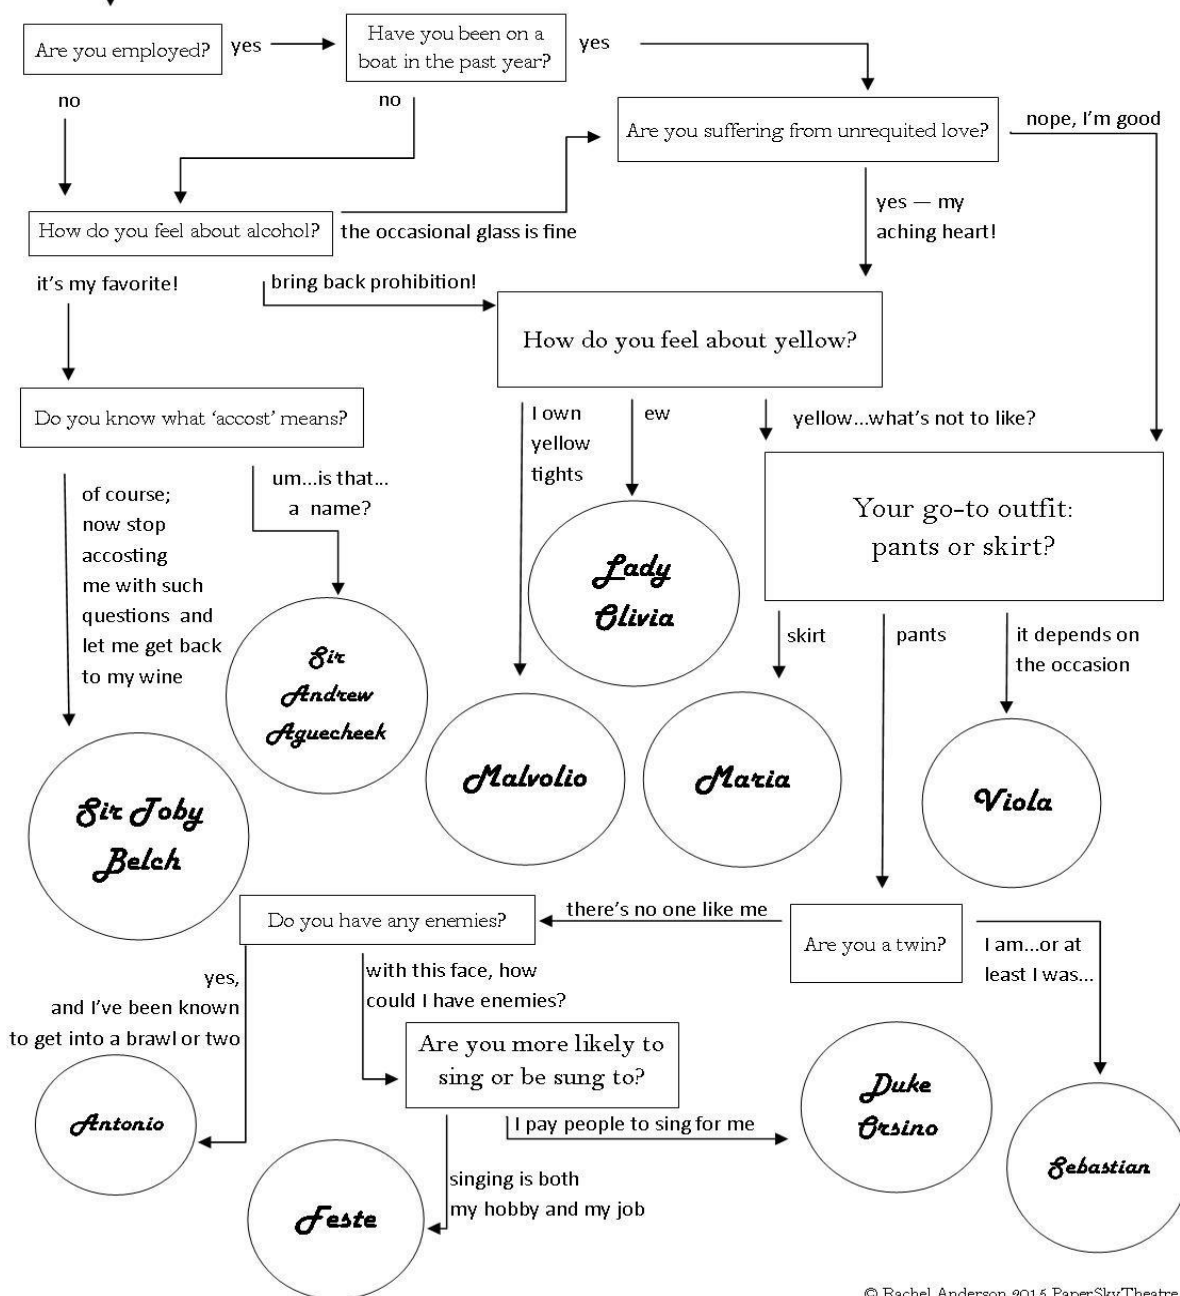 Are you employed?
yes
Have you been on a
boat in the past year?
yes
no
no
Are you suffering from unrequited love?
nope, I'm good
How do you feel about alcohol?
the occasional glass is fine
yes — my
aching heart!
it's my favorite!
bring back prohibition!
How do you feel about yellow?
Do you know what 'accost' means?
I own
yellow
tights
ew
yellow...what's not to like?
of course;
now stop
accosting
me with such
questions and
let me get back
to my wine
um...is that...
a name?
Your go-to outfit:
pants or skirt?
Lady
Olivia
skirt
pants
it depends on
the occasion
Sir
Andrew
Aguecheek
Malvolio
Maria
Viola
Sir Toby
Belch
Do you have any enemies?
there's no one like me
Are you a twin?
I am...or at
least I was...
yes,
and I've been known
to get into a brawl or two
with this face, how
could I have enemies?
Are you more likely to
sing or be sung to?
Duke
Orsino
Antonio
I pay people to sing for me
Sebastian
singing is both
my hobby and my job
Feste
© Rachel Anderson 2015 PaperSkyTheatre